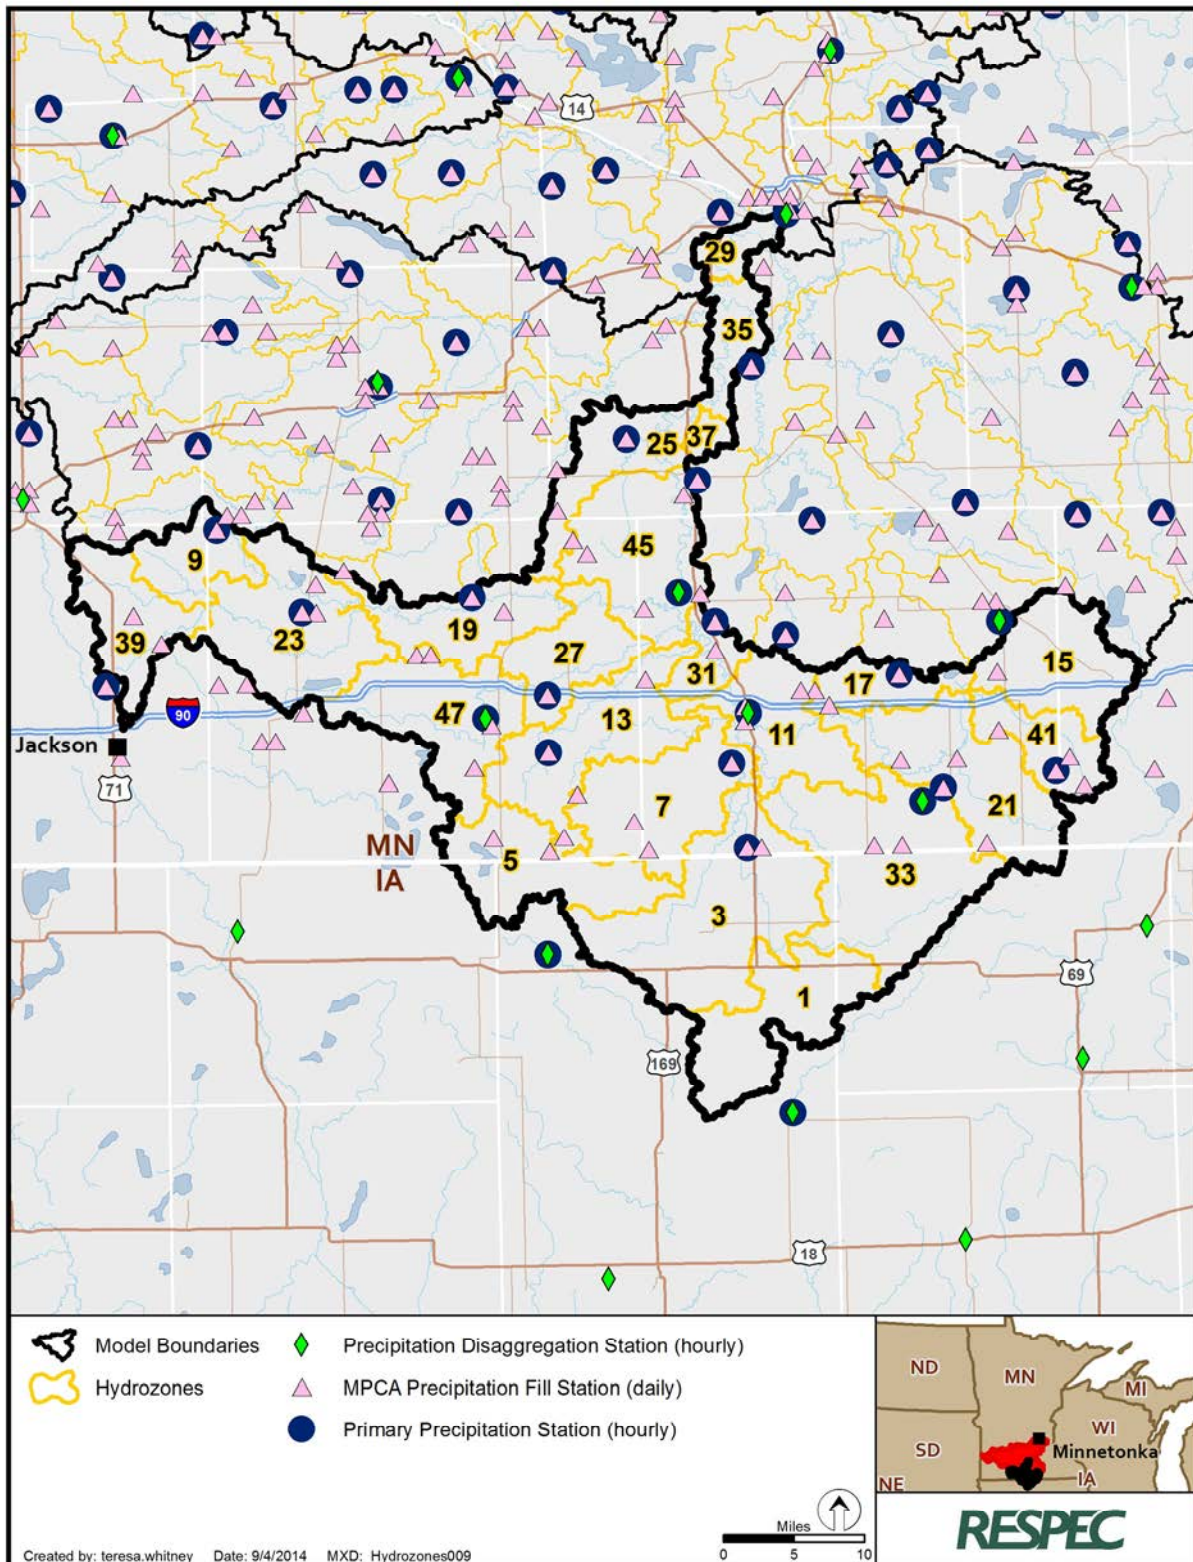 14
29
35
25
37
45
9
39
23
19
27
31
17
15
47
13
11
41
90
Jackson
71
7
21
MN
IA
5
33
3
69
1
169
18
Model Boundaries
Precipitation Disaggregation Station (hourly)
Hydrozones
MPCA Precipitation Fill Station (daily)
Primary Precipitation Station (hourly)
ND
MN
MI
WI
SD
Minnetonka
NE
IA
Miles
0 5 10
RESPEC
Created by: teresa.whitney Date: 9/4/2014 MXD: Hydrozones009